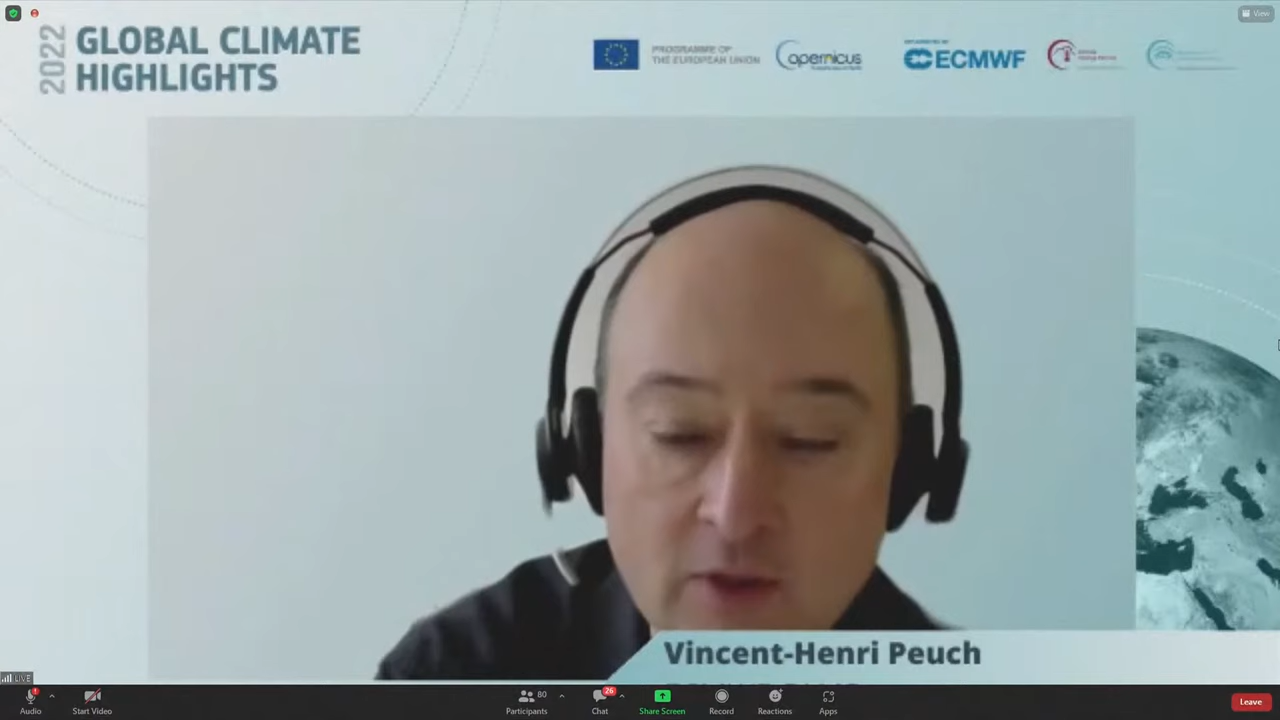 2022
GLOBAL CLIMATE
HIGHLIGHTS
PROGRAMME OF
THE EUROPEAN UNION
opernicus
ECMWF
View
Vincent-Henri Peuch
LIVE
Audio
Start Video
80
Participants
26
Chat
Share Screen
Record
Reactions
Apps
Leave